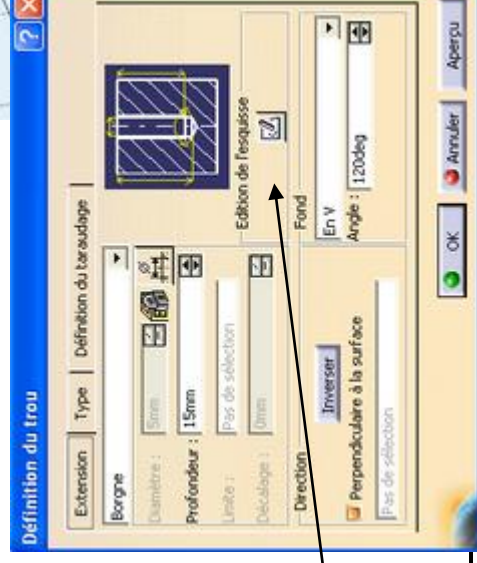 Définition du trou
Extension Type Définition du taraudage
Borgne
Diamètre : 5mm
Profondeur : 15mm
Limite : Pas de sélection
Décalage : 0mm
Edition de l'esquisse
Direction
Inverser
Perpendiculaire à la surface
Pas de sélection
Fond
En V
Angle : 120deg
OK Annuler Aperçu